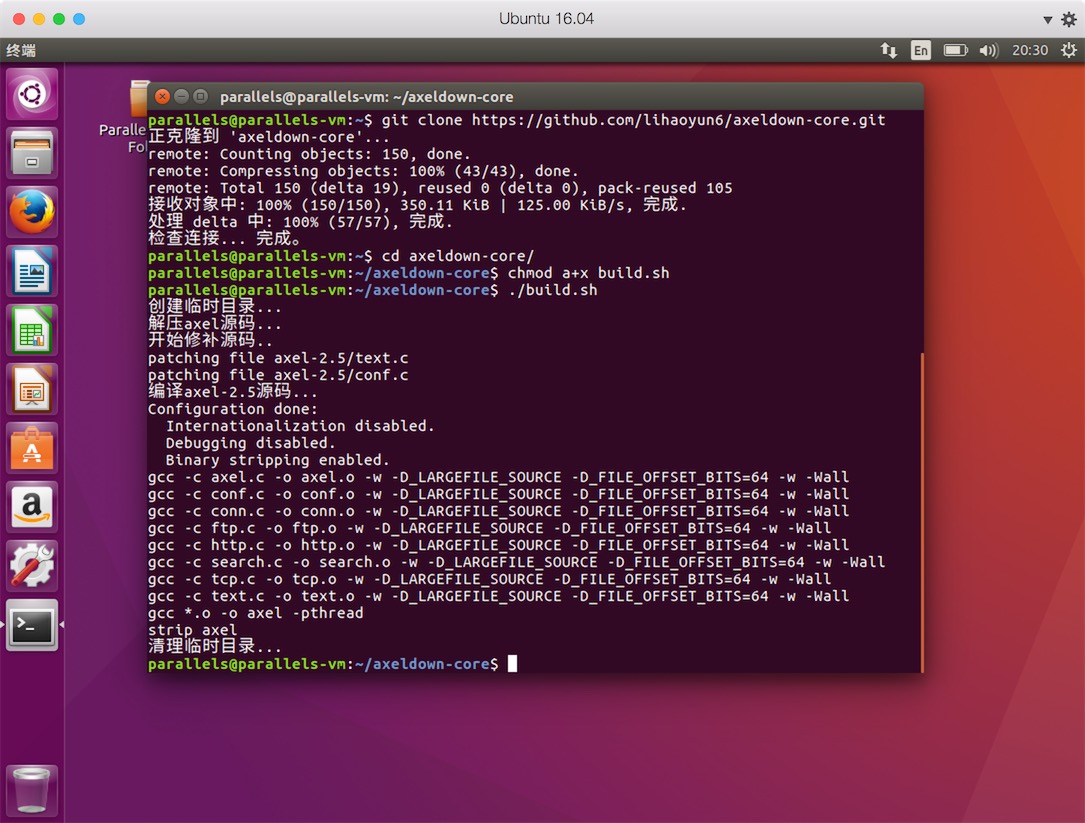 Ubuntu 16.04
终端
En
20:30
Paralle
Fol
parallels@parallels-vm: ~/axeldown-core
parallels@parallels-vm:~$ git clone https://github.com/lihaoyun6/axeldown-core.git
正克隆到 'axeldown-core'...
remote: Counting objects: 150, done.
remote: Compressing objects: 100% (43/43), done.
remote: Total 150 (delta 19), reused 0 (delta 0), pack-reused 105
接收对象中: 100% (150/150), 350.11 KiB | 125.00 KiB/s, 完成.
处理 delta 中: 100% (57/57), 完成.
检查连接... 完成。
parallels@parallels-vm:~$ cd axeldown-core/
parallels@parallels-vm:~/axeldown-core$ chmod a+x build.sh
parallels@parallels-vm:~/axeldown-core$ ./build.sh
创建临时目录...
解压axel源码...
开始修补源码..
patching file axel-2.5/text.c
patching file axel-2.5/conf.c
编译axel-2.5源码...
Configuration done:
  Internationalization disabled.
  Debugging disabled.
  Binary stripping enabled.
gcc -c axel.c -o axel.o -w -D_LARGEFILE_SOURCE -D_FILE_OFFSET_BITS=64 -w -Wall
gcc -c conf.c -o conf.o -w -D_LARGEFILE_SOURCE -D_FILE_OFFSET_BITS=64 -w -Wall
gcc -c conn.c -o conn.o -w -D_LARGEFILE_SOURCE -D_FILE_OFFSET_BITS=64 -w -Wall
gcc -c ftp.c -o ftp.o -w -D_LARGEFILE_SOURCE -D_FILE_OFFSET_BITS=64 -w -Wall
gcc -c http.c -o http.o -w -D_LARGEFILE_SOURCE -D_FILE_OFFSET_BITS=64 -w -Wall
gcc -c search.c -o search.o -w -D_LARGEFILE_SOURCE -D_FILE_OFFSET_BITS=64 -w -Wall
gcc -c tcp.c -o tcp.o -w -D_LARGEFILE_SOURCE -D_FILE_OFFSET_BITS=64 -w -Wall
gcc -c text.c -o text.o -w -D_LARGEFILE_SOURCE -D_FILE_OFFSET_BITS=64 -w -Wall
gcc *.o -o axel -pthread
strip axel
清理临时目录...
parallels@parallels-vm:~/axeldown-core$